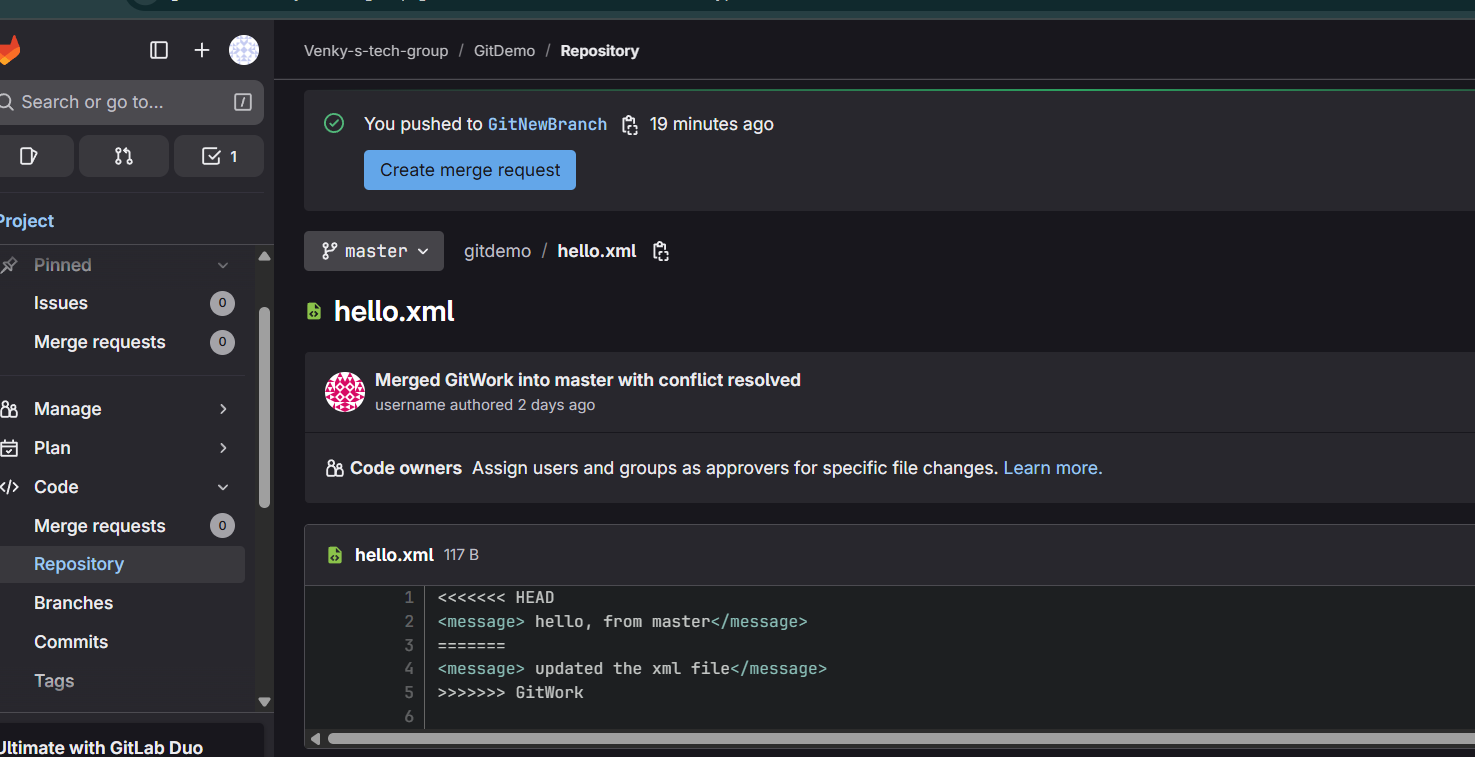 Venky-s-tech-group / GitDemo / Repository
Search or go to... /
1
You pushed to GitNewBranch 19 minutes ago
Create merge request
Project
Pinned
Issues 0
Merge requests 0
Manage
Plan
Code
Merge requests 0
Repository
Branches
Commits
Tags
Ultimate with GitLab Duo
master gitdemo / hello.xml
hello.xml
Merged GitWork into master with conflict resolved
username authored 2 days ago
Code owners Assign users and groups as approvers for specific file changes. Learn more.
hello.xml 117 B
1 <<<<<<< HEAD
2 <message> hello, from master</message>
3 =======
4 <message> updated the xml file</message>
5 >>>>>>> GitWork
6